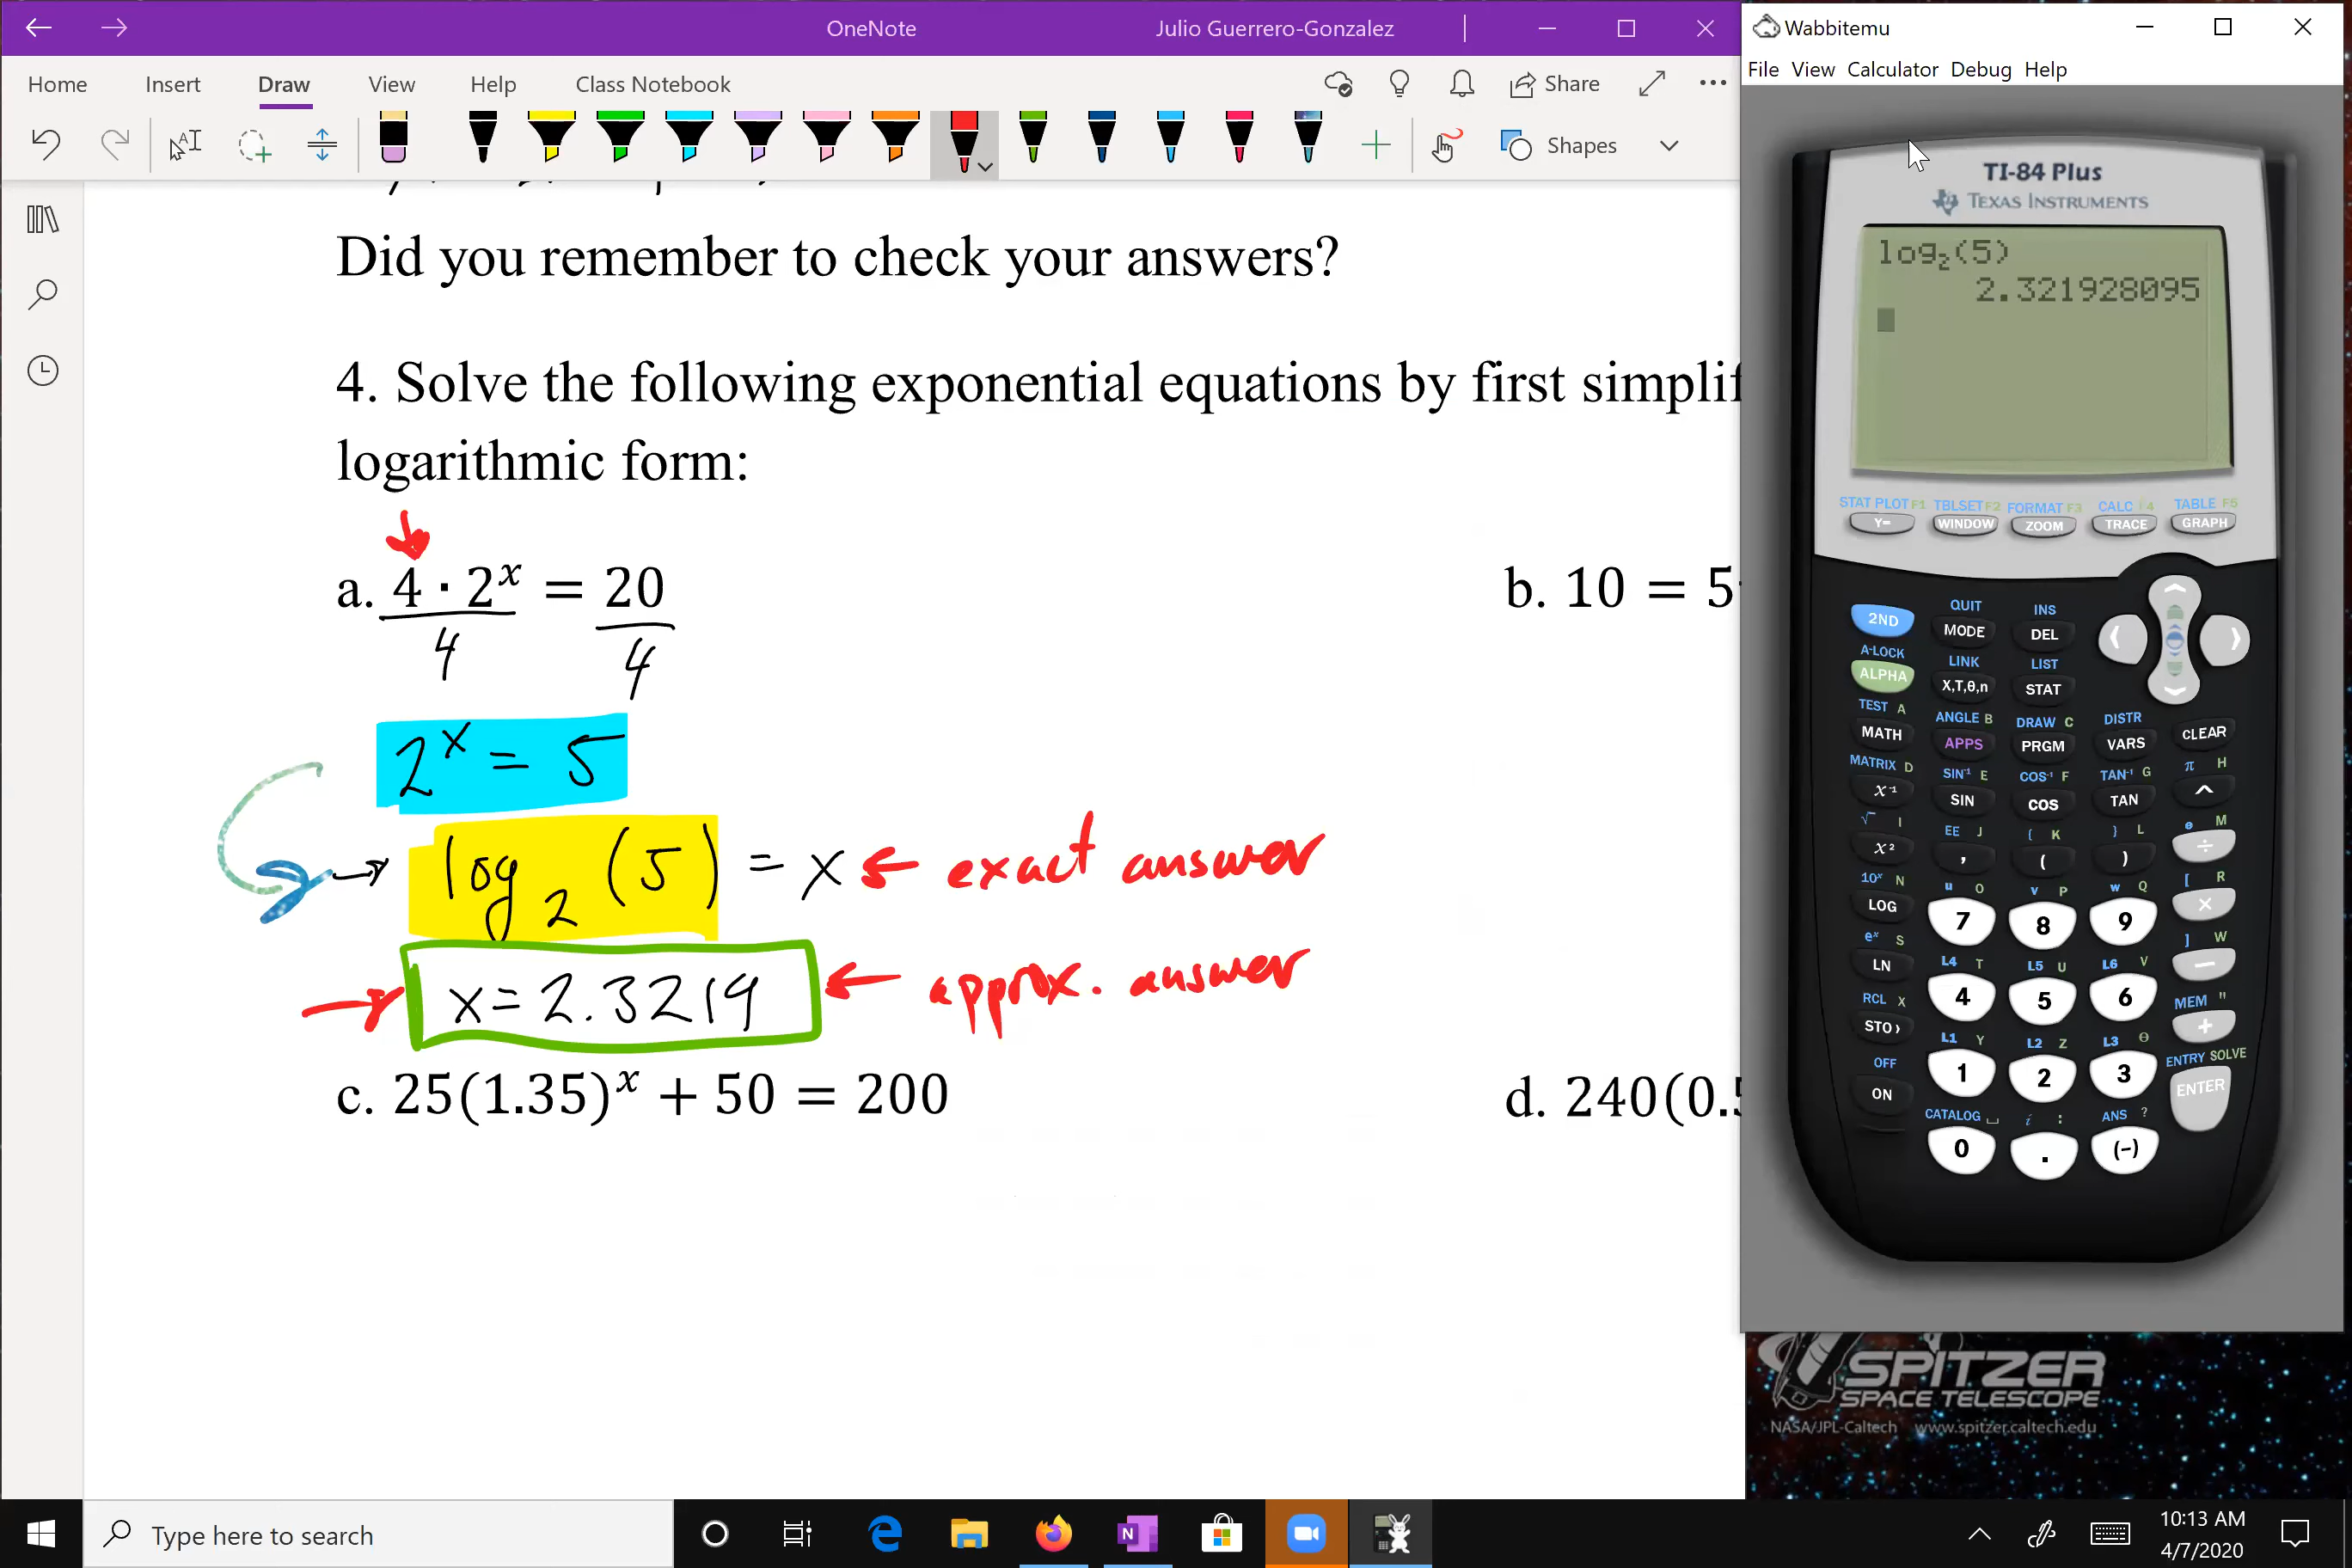 OneNote
Julio Guerrero-Gonzalez
Home Insert Draw View Help Class Notebook
Share
Shapes
Did you remember to check your answers?
4. Solve the following exponential equations by first simplif
logarithmic form:
a. 4 · 2^x = 20
4 4
2^x = 5
log_2 (5) = x ← exact answer
x = 2.3219 ← approx. answer
b. 10 = 5
c. 25(1.35)^x + 50 = 200
d. 240(0.5
Wabbitemu
File View Calculator Debug Help
TI-84 Plus
TEXAS INSTRUMENTS
log₂(5)
2.321928095
STAT PLOT F1 TBLSET F2 FORMAT F3 CALC F4 TABLE F5
Y= WINDOW ZOOM TRACE GRAPH
QUIT INS
2ND MODE DEL
A-LOCK LINK LIST
ALPHA X,T,θ,n STAT
TEST A ANGLE B DRAW C DISTR
MATH APPS PRGM VARS CLEAR
MATRIX D SIN⁻¹ E COS⁻¹ F TAN⁻¹ G π H
x⁻¹ SIN COS TAN ^
√ I EE J { K } L e M
x² , ( ) ÷
10ˣ N u O v P w Q [ R
LOG 7 8 9 ×
eˣ S L4 T L5 U L6 V ] W
LN 4 5 6 −
RCL X L1 Y L2 Z L3 θ MEM "
STO› 1 2 3 +
OFF ENTRY SOLVE
ON ENTER
CATALOG ⎵ i : ANS ?
0 . (-)
SPITZER
SPACE TELESCOPE
NASA/JPL-Caltech www.spitzer.caltech.edu
Type here to search
10:13 AM
4/7/2020